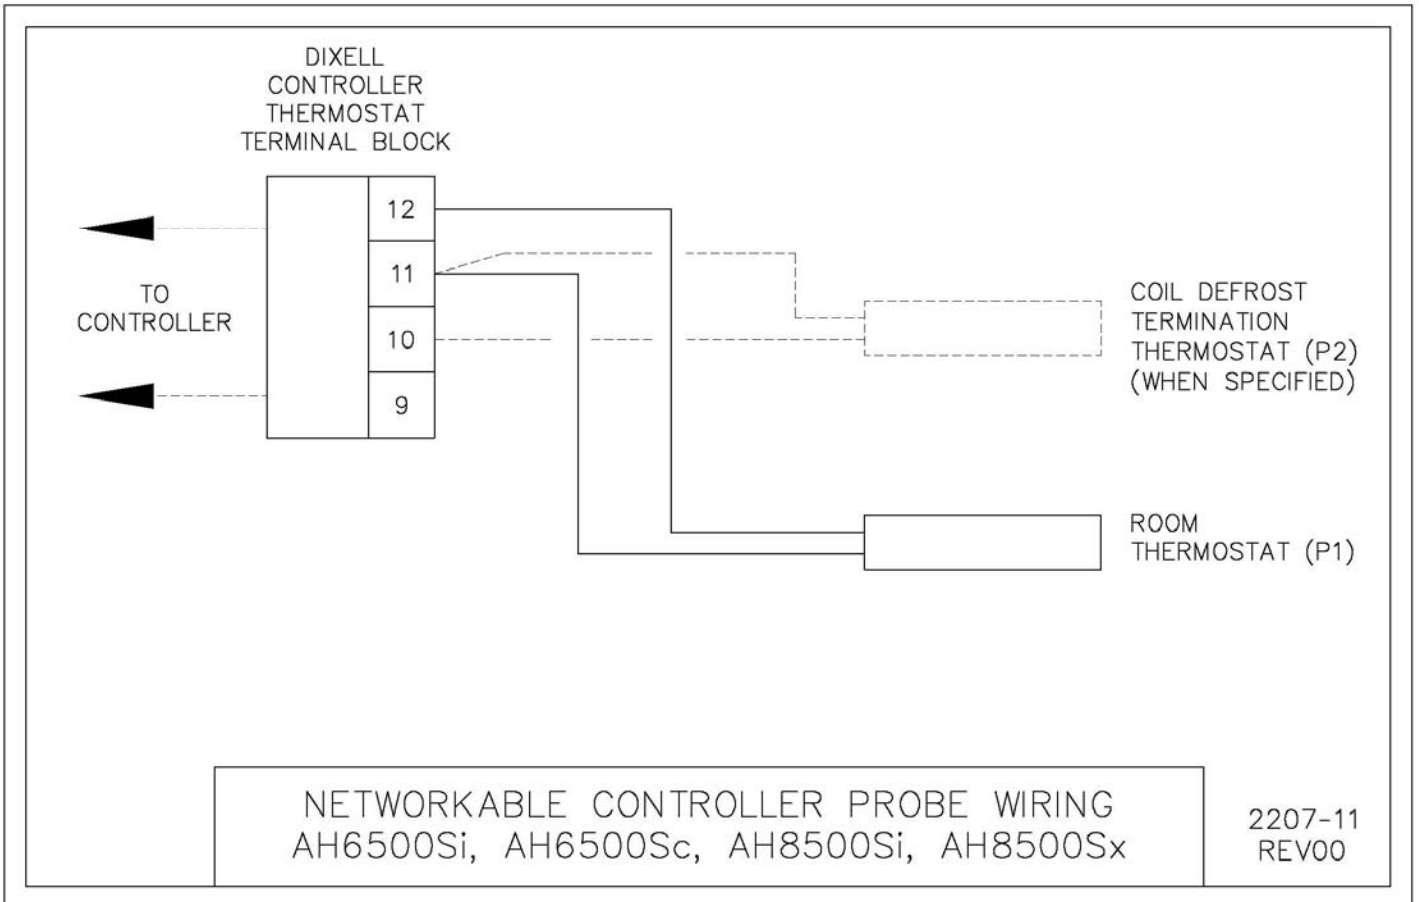 DIXELL
CONTROLLER
THERMOSTAT
TERMINAL BLOCK
12
11
10
9
TO
CONTROLLER
COIL DEFROST
TERMINATION
THERMOSTAT (P2)
(WHEN SPECIFIED)
ROOM
THERMOSTAT (P1)
NETWORKABLE CONTROLLER PROBE WIRING
AH6500Si, AH6500Sc, AH8500Si, AH8500Sx
2207-11
REV00